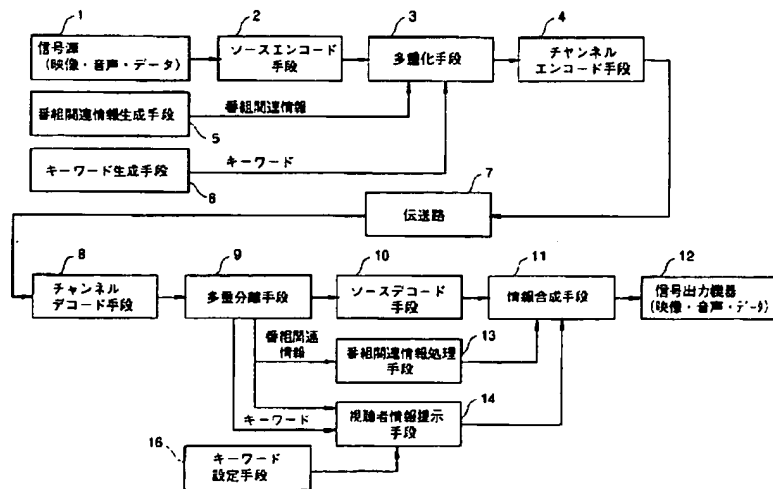 1
信号源
(映像・音声・データ)
2
ソースエンコード
手段
3
多重化手段
4
チャンネル
エンコード手段
番組関連情報生成手段
5
番組関連情報
キーワード生成手段
6
キーワード
7
伝送路
8
チャンネル
デコード手段
9
多重分離手段
10
ソースデコード
手段
11
情報合成手段
12
信号出力機器
(映像・音声・データ)
番組関連
情報
13
番組関連情報処理
手段
キーワード
14
視聴者情報提示
手段
16
キーワード
設定手段